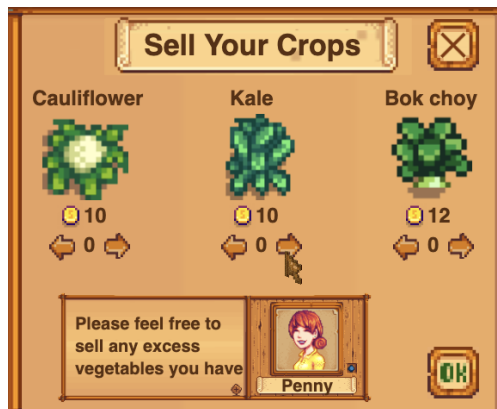 Sell Your Crops
Cauliflower
Kale
Bok choy
10
10
12
0
0
0
Please feel free to
sell any excess
vegetables you have
Penny
OK